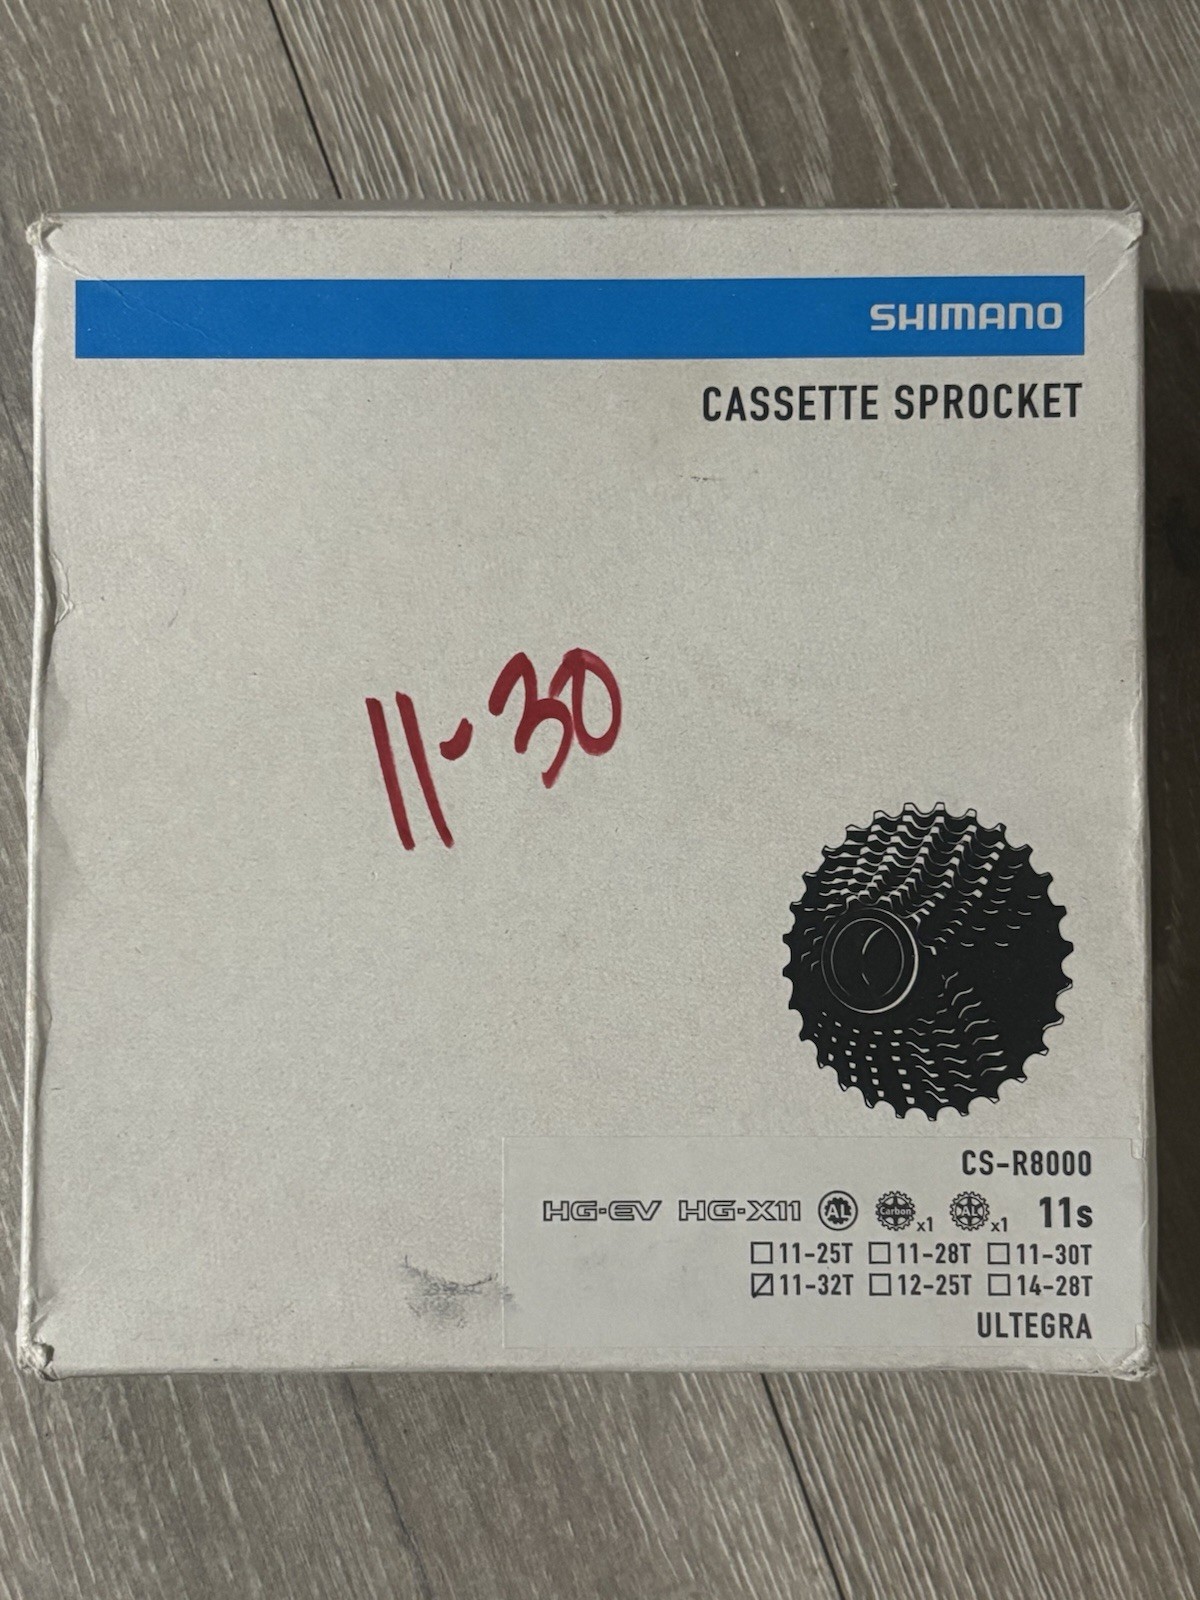 SHIMANO
CASSETTE SPROCKET
11-30
CS-R8000
HG-EV HG-X11 AL Carbon x1 AL x1 11s
☐11-25T ☐11-28T ☐11-30T
☑11-32T ☐12-25T ☐14-28T
ULTEGRA